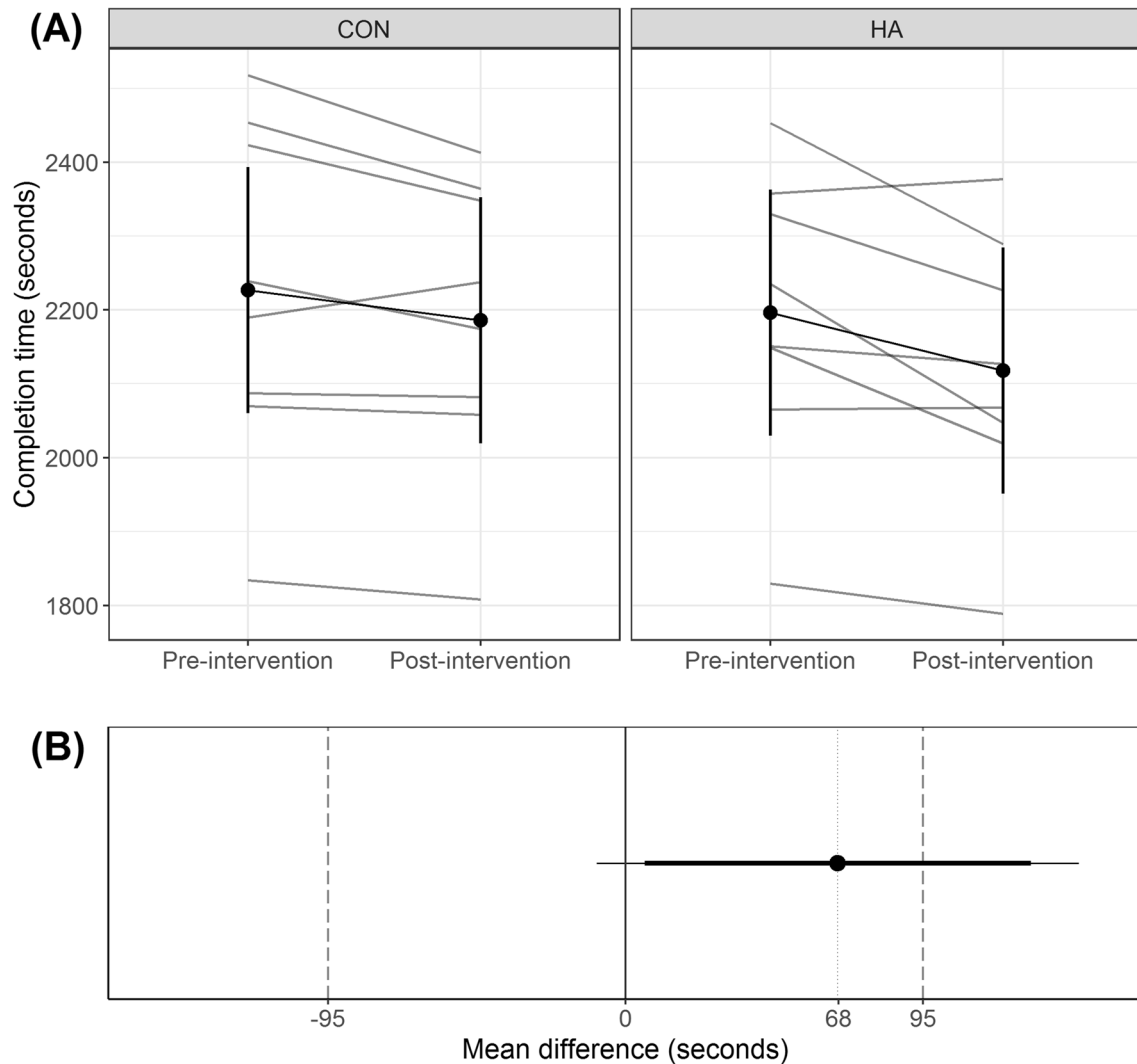 (A)
CON HA
Completion time (seconds)
2400
2200
2000
1800
Pre-intervention Post-intervention Pre-intervention Post-intervention
(B)
-95 0 68 95
Mean difference (seconds)